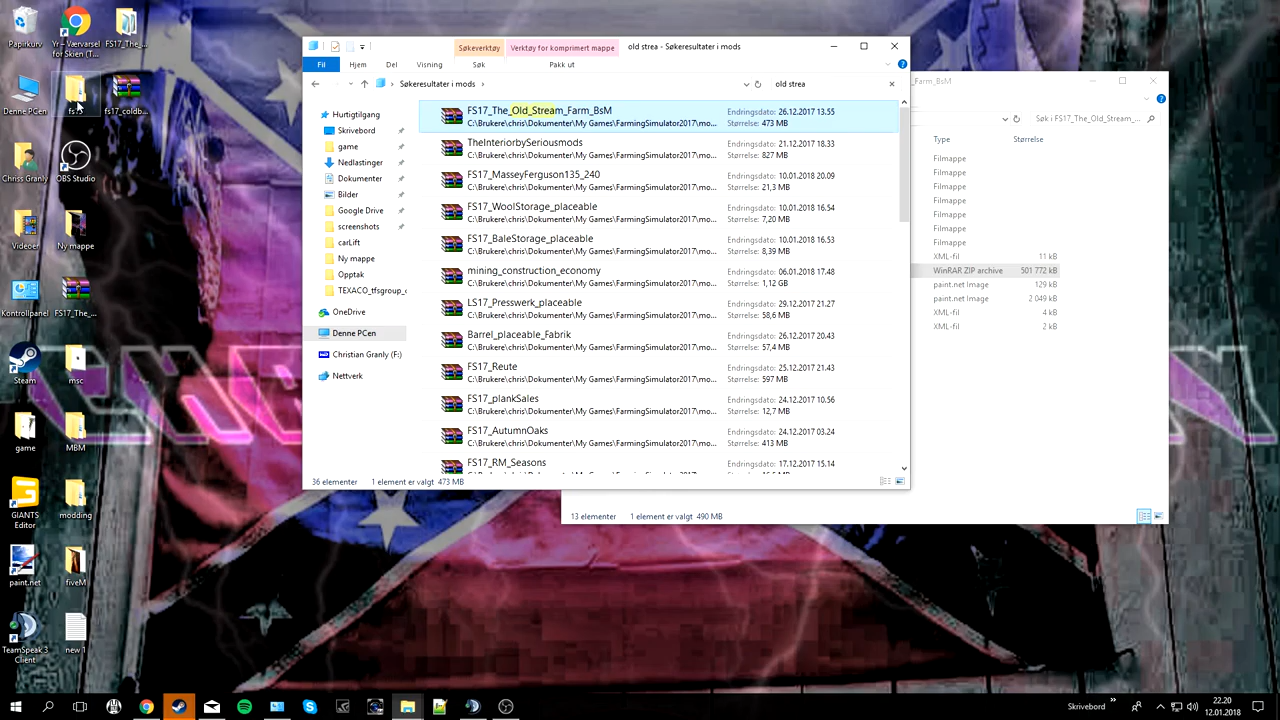 Papirkurv
Yr – Værvarsel
for Skien (T...
FS17_The_...
Denne PCen
fs15
fs17_coldb...
Chriss Granly
OBS Studio
Videoer
Ny mappe
Kontrollpanel
FS17_The_...
Steam
msc
game
MBM
GIANTS
Editor
modding
paint.net
fiveM
TeamSpeak 3
Client
new 1
Søkeverktøy
Verktøy for komprimert mappe
old strea - Søkeresultater i mods
Fil
Hjem
Del
Visning
Søk
Pakk ut
Søkeresultater i mods
old strea
Hurtigtilgang
Skrivebord
game
Nedlastinger
Dokumenter
Bilder
Google Drive
screenshots
carLift
Ny mappe
Opptak
TEXACO_tfsgroup_c
OneDrive
Denne PCen
Christian Granly (F:)
Nettverk
FS17_The_Old_Stream_Farm_BsM
Endringsdato: 26.12.2017 13.55
C:\Brukere\chris\Dokumenter\My Games\FarmingSimulator2017\mo...
Størrelse: 473 MB
TheInteriorbySeriousmods
Endringsdato: 21.12.2017 18.33
C:\Brukere\chris\Dokumenter\My Games\FarmingSimulator2017\mo...
Størrelse: 827 MB
FS17_MasseyFerguson135_240
Endringsdato: 10.01.2018 20.09
C:\Brukere\chris\Dokumenter\My Games\FarmingSimulator2017\mo...
Størrelse: 21,3 MB
FS17_WoolStorage_placeable
Endringsdato: 10.01.2018 16.54
C:\Brukere\chris\Dokumenter\My Games\FarmingSimulator2017\mo...
Størrelse: 7,20 MB
FS17_BaleStorage_placeable
Endringsdato: 10.01.2018 16.53
C:\Brukere\chris\Dokumenter\My Games\FarmingSimulator2017\mo...
Størrelse: 8,39 MB
mining_construction_economy
Endringsdato: 06.01.2018 17.48
C:\Brukere\chris\Dokumenter\My Games\FarmingSimulator2017\mo...
Størrelse: 1,12 GB
LS17_Presswerk_placeable
Endringsdato: 29.12.2017 21.27
C:\Brukere\chris\Dokumenter\My Games\FarmingSimulator2017\mo...
Størrelse: 58,6 MB
Barrel_placeable_Fabrik
Endringsdato: 26.12.2017 20.43
C:\Brukere\chris\Dokumenter\My Games\FarmingSimulator2017\mo...
Størrelse: 57,4 MB
FS17_Reute
Endringsdato: 25.12.2017 21.43
C:\Brukere\chris\Dokumenter\My Games\FarmingSimulator2017\mo...
Størrelse: 597 MB
FS17_plankSales
Endringsdato: 24.12.2017 10.56
C:\Brukere\chris\Dokumenter\My Games\FarmingSimulator2017\mo...
Størrelse: 12,7 MB
FS17_AutumnOaks
Endringsdato: 24.12.2017 03.24
C:\Brukere\chris\Dokumenter\My Games\FarmingSimulator2017\mo...
Størrelse: 413 MB
FS17_RM_Seasons
Endringsdato: 17.12.2017 15.14
36 elementer
1 element er valgt 473 MB
_Farm_BsM
Søk i FS17_The_Old_Stream_...
Type
Størrelse
Filmappe
Filmappe
Filmappe
Filmappe
Filmappe
Filmappe
Filmappe
XML-fil
11 kB
WinRAR ZIP archive
501 772 kB
paint.net Image
129 kB
paint.net Image
2 049 kB
XML-fil
4 kB
XML-fil
2 kB
13 elementer
1 element er valgt 490 MB
Skrivebord
22.20
12.01.2018